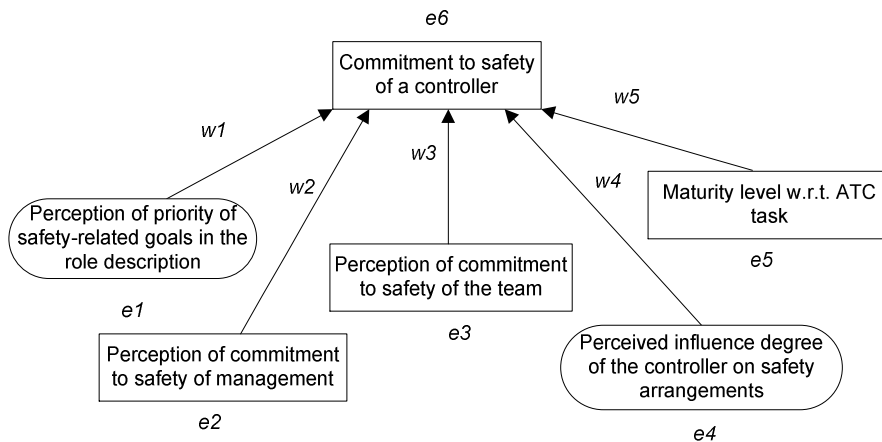 e6
Commitment to safety
of a controller
w1
w2
w3
w4
w5
Perception of priority of
safety-related goals in the
role description
e1
Perception of commitment
to safety of management
e2
Perception of commitment
to safety of the team
e3
Perceived influence degree
of the controller on safety
arrangements
e4
Maturity level w.r.t. ATC
task
e5